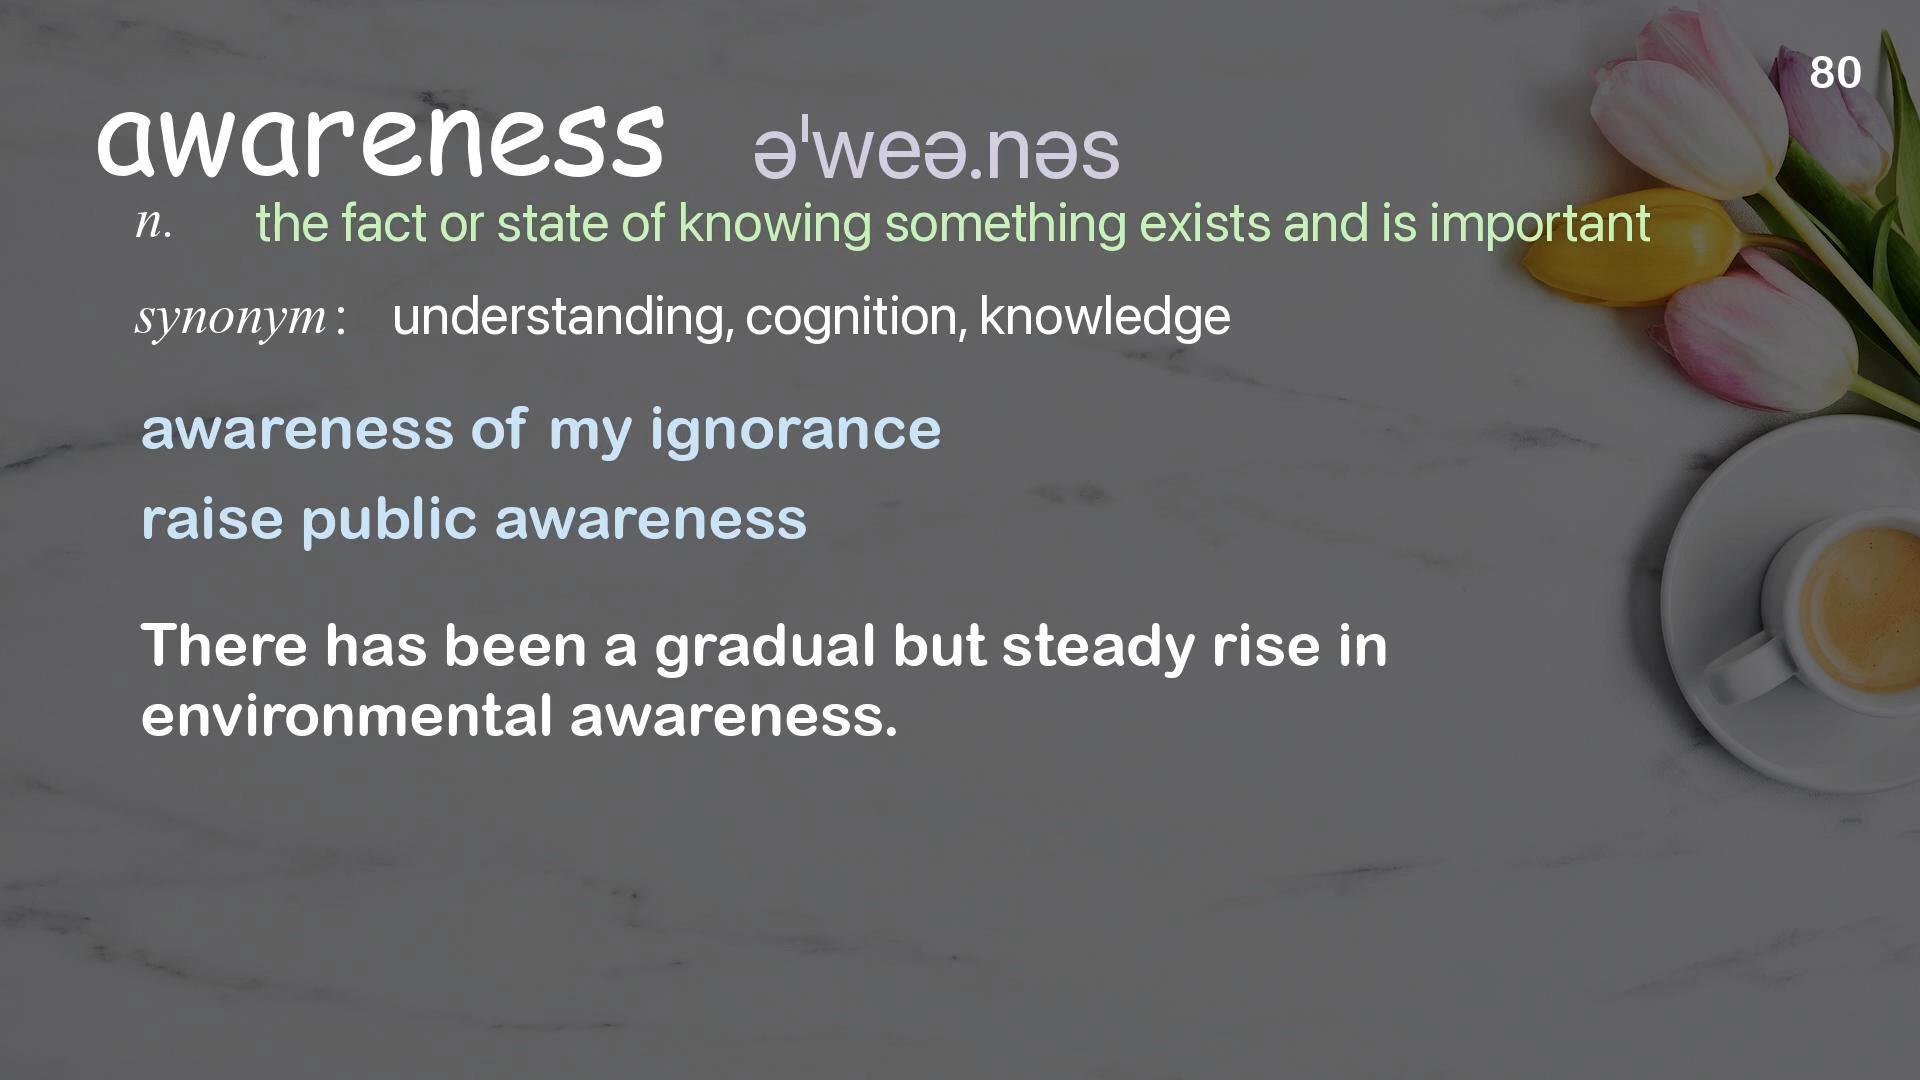 80
awareness əˈweə.nəs
n. the fact or state of knowing something exists and is important
synonym: understanding, cognition, knowledge
awareness of my ignorance
raise public awareness
There has been a gradual but steady rise in
environmental awareness.